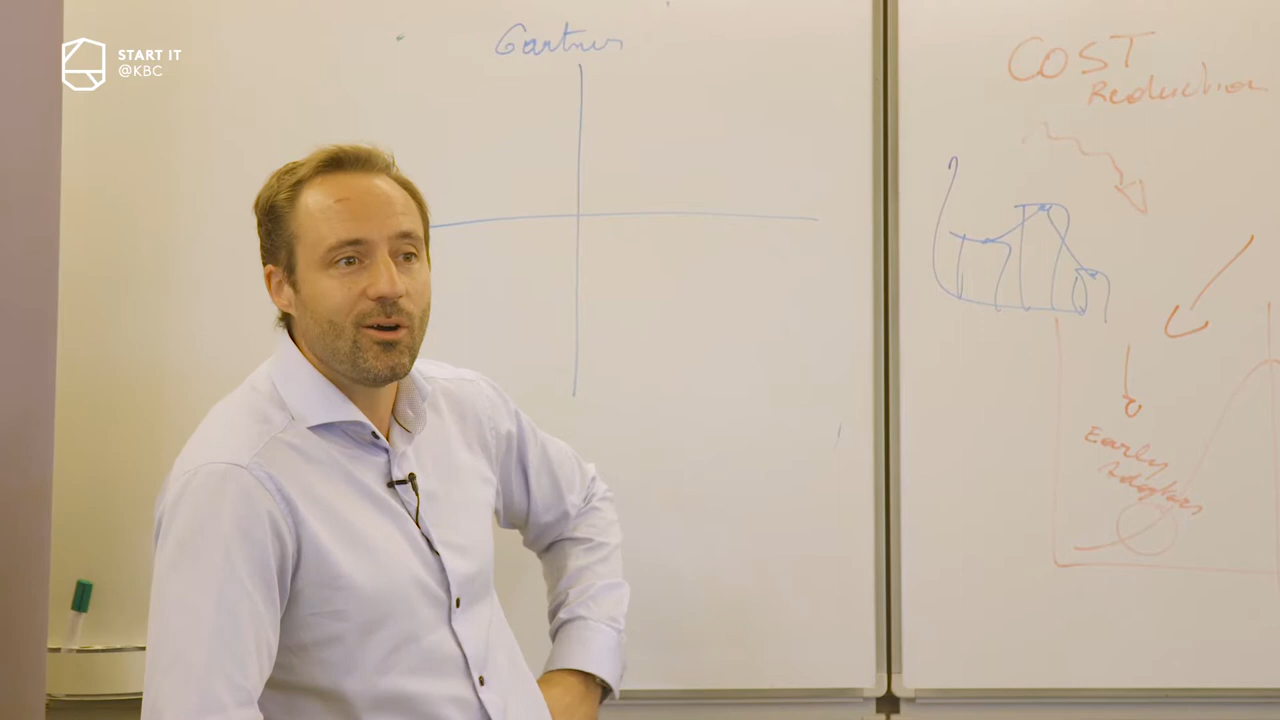 START IT
@KBC
Gartner
COST
Reduction
Early
Adopters